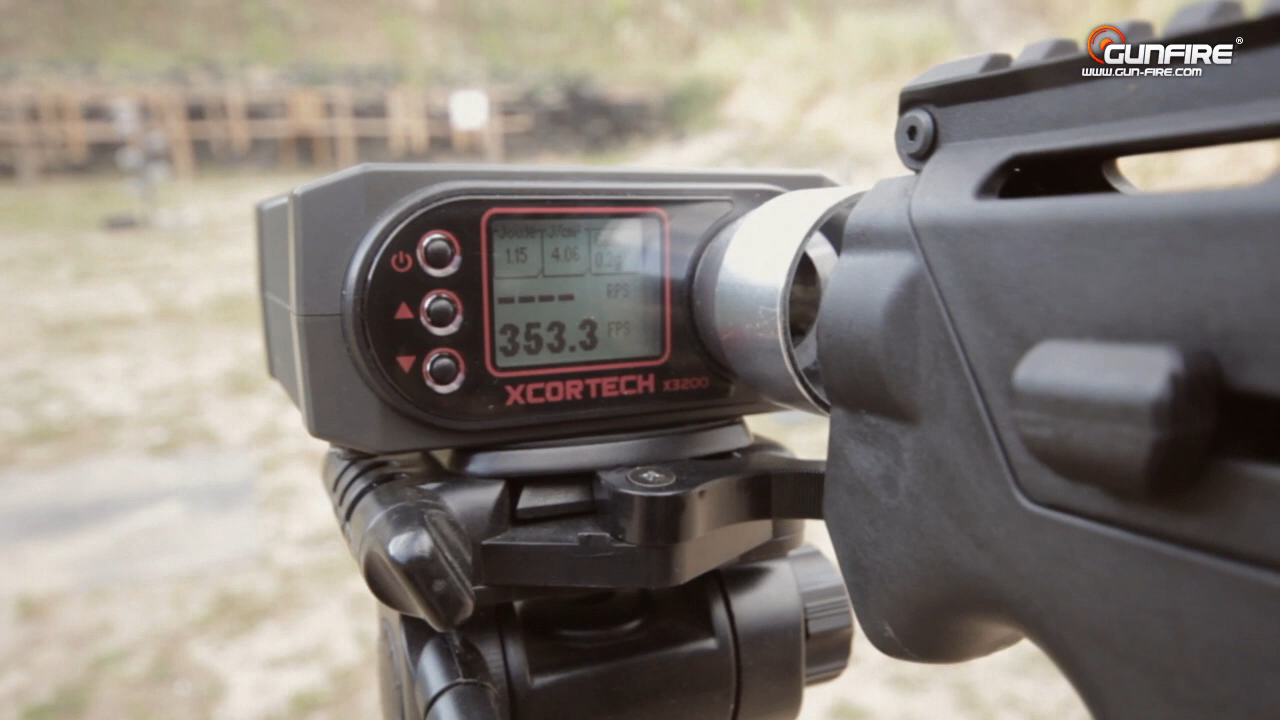 GUNFIRE®
WWW.GUN-FIRE.COM
Joule J/cm²
1.15 4.06 0.2g
---- RPS
353.3 FPS
XCORTECH X3200